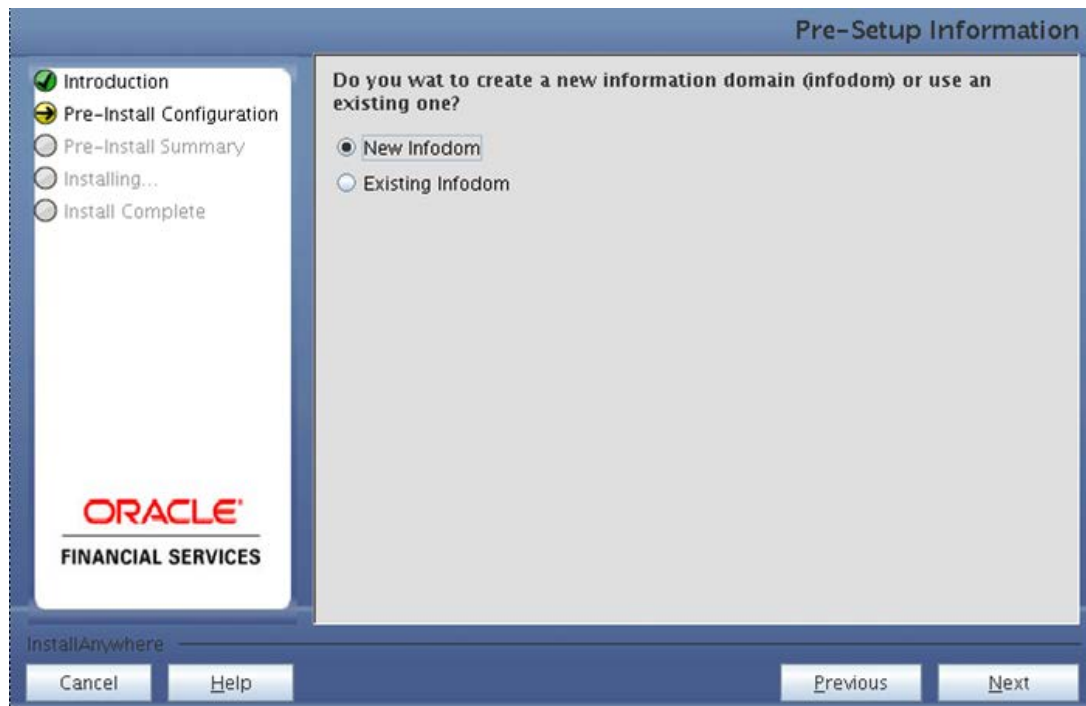 Pre-Setup Information
Introduction
Pre-Install Configuration
Pre-Install Summary
Installing...
Install Complete
ORACLE®
FINANCIAL SERVICES
Do you wat to create a new information domain (infodom) or use an
existing one?
New Infodom
Existing Infodom
InstallAnywhere
Cancel
Help
Previous
Next